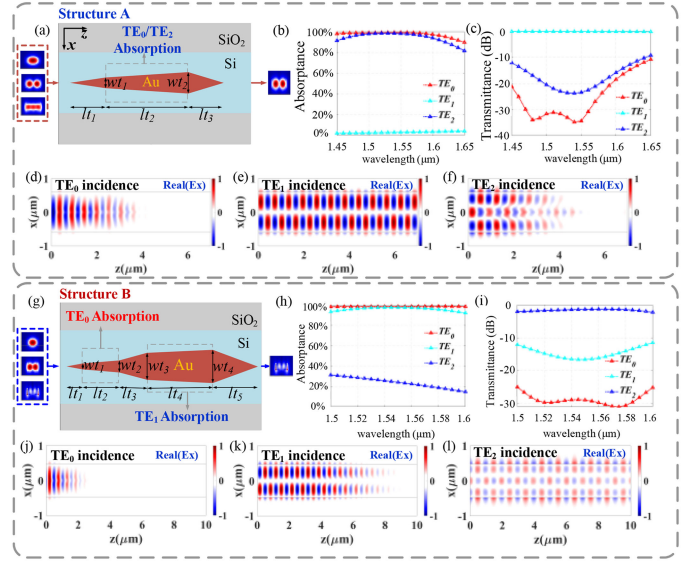 Structure A
(a)
z
x
TE0/TE2
Absorption
SiO2
Si
wt1
Au
wt2
lt1
lt2
lt3
(b)
Absorptance
100%
80%
60%
40%
20%
0%
TE0
TE1
TE2
1.45
1.5
1.55
1.6
1.65
wavelength (μm)
(c)
Transmittance (dB)
0
-10
-20
-30
-40
TE0
TE1
TE2
1.45
1.5
1.55
1.6
1.65
wavelength (μm)
(d)
TE0 incidence
Real(Ex)
x(μm)
1
0
-1
0
2
4
6
z(μm)
1
0
-1
(e)
TE1 incidence
Real(Ex)
x(μm)
1
0
-1
0
2
4
6
z(μm)
1
0
-1
(f)
TE2 incidence
Real(Ex)
x(μm)
1
0
-1
0
2
4
6
z(μm)
1
0
-1
Structure B
(g)
TE0 Absorption
SiO2
Si
wt1
wt2
wt3
Au
wt4
lt1
lt2
lt3
lt4
lt5
TE1 Absorption
(h)
Absorptance
100%
80%
60%
40%
20%
0%
TE0
TE1
TE2
1.5
1.52
1.54
1.56
1.58
1.6
wavelength (μm)
(i)
Transmittance (dB)
0
-10
-20
-30
TE0
TE1
TE2
1.5
1.52
1.54
1.56
1.58
1.6
wavelength (μm)
(j)
TE0 incidence
Real(Ex)
x(μm)
1
0
-1
0
2
4
6
8
10
z(μm)
1
0
-1
(k)
TE1 incidence
Real(Ex)
x(μm)
1
0
-1
0
2
4
6
8
10
z(μm)
1
0
-1
(l)
TE2 incidence
Real(Ex)
x(μm)
1
0
-1
0
2
4
6
8
10
z(μm)
1
0
-1